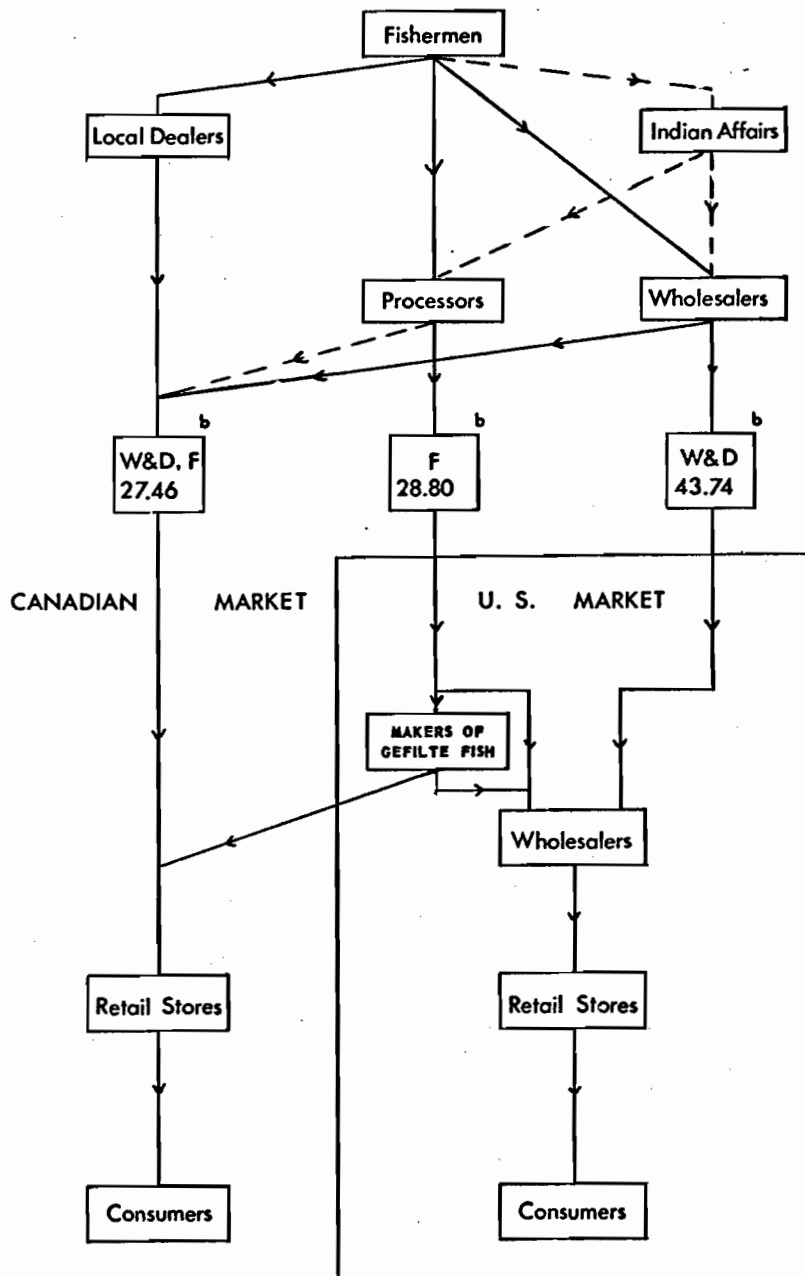 Fishermen
Local Dealers
Indian Affairs
Processors
Wholesalers
b
W&D, F
27.46
b
F
28.80
b
W&D
43.74
CANADIAN MARKET
U. S. MARKET
MAKERS OF
GEFILTE FISH
Wholesalers
Retail Stores
Retail Stores
Consumers
Consumers